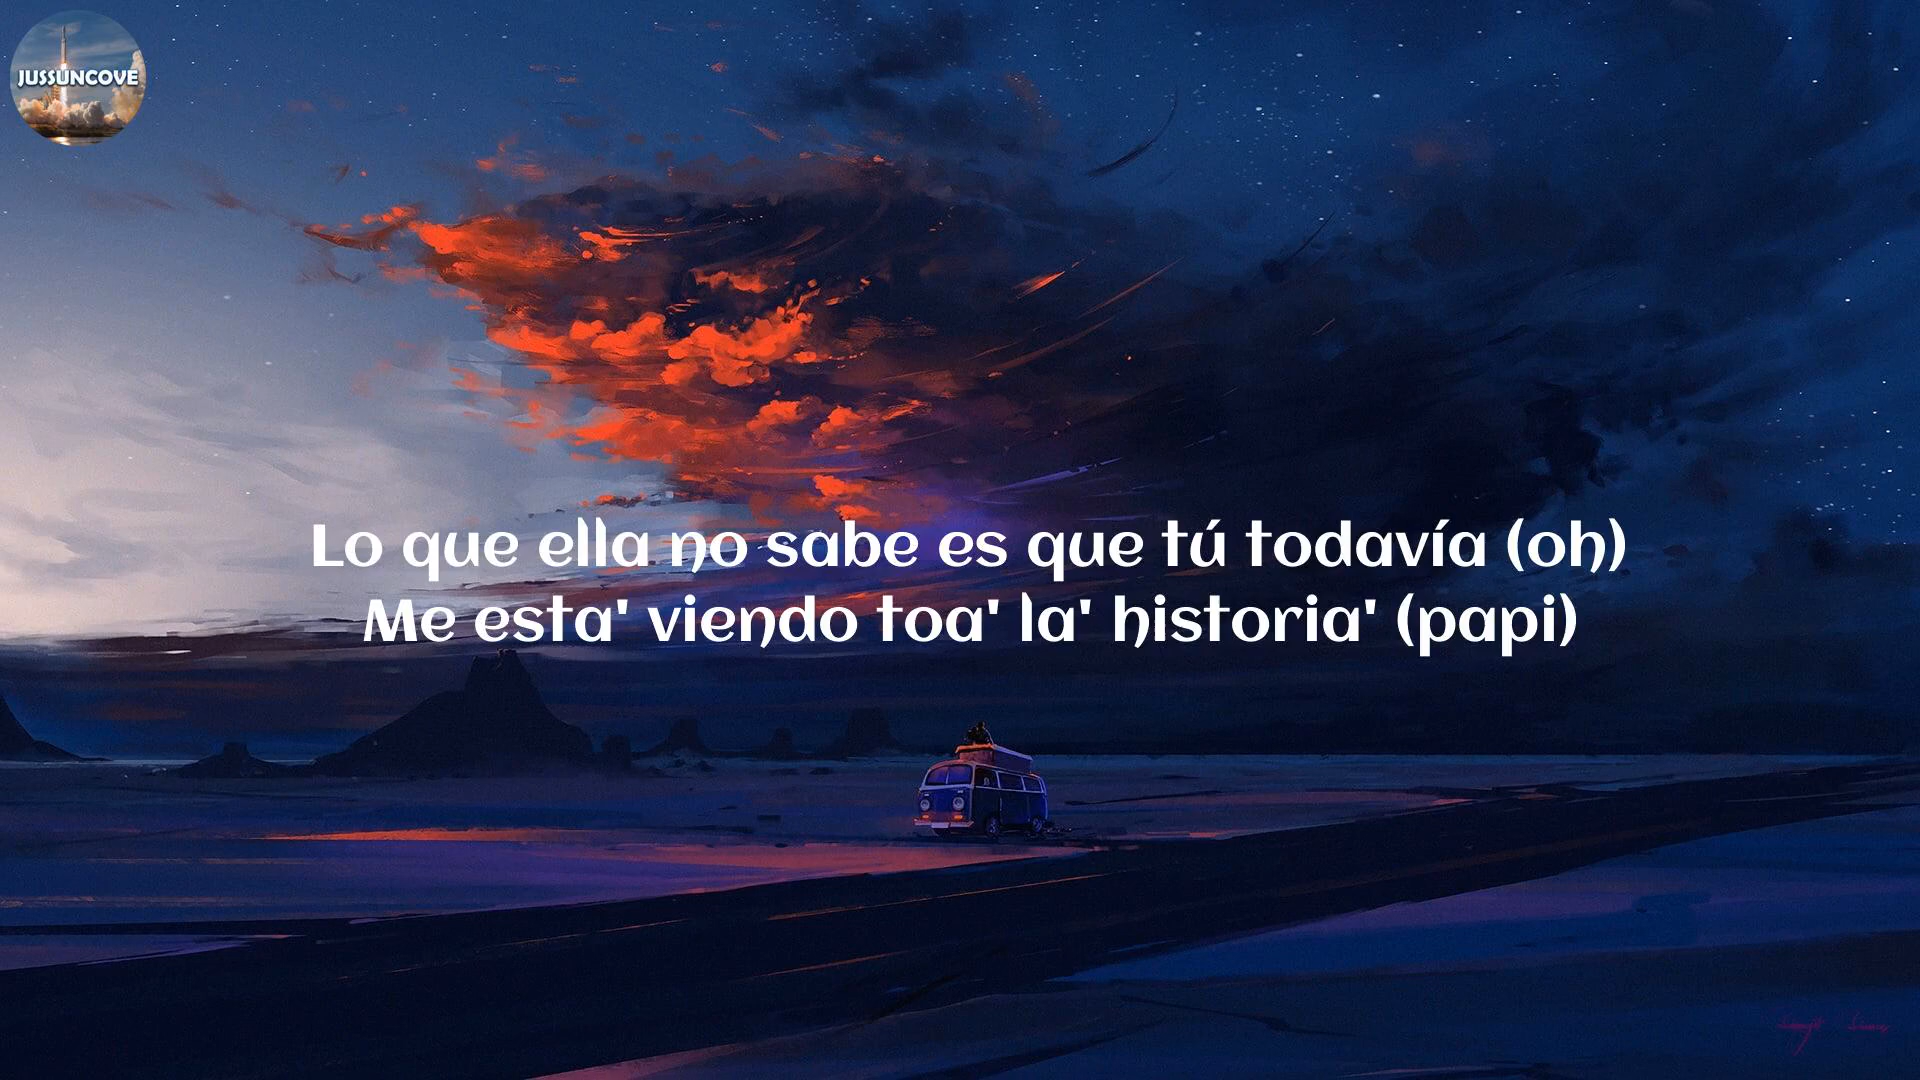 JUSSUNCOVE
Lo que ella no sabe es que tú todavía (oh)
Me esta' viendo toa' la' historia' (papi)